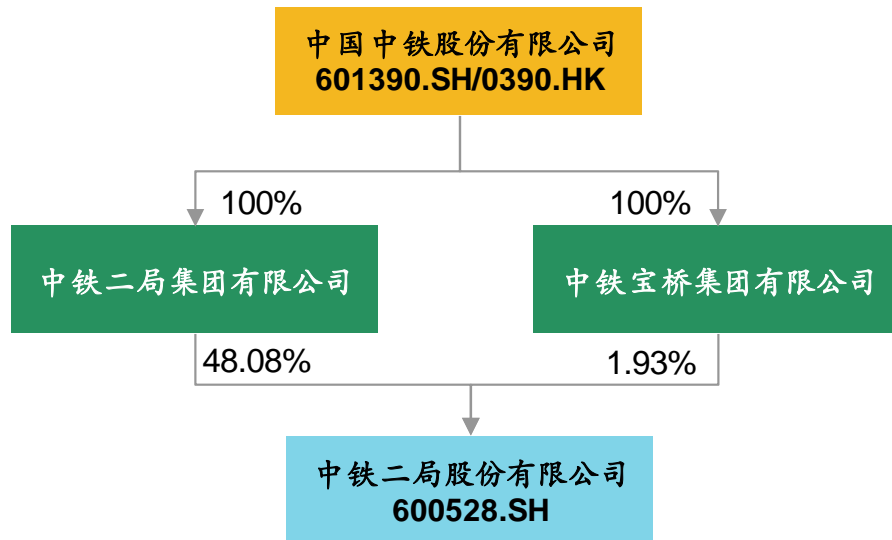 中国中铁股份有限公司
601390.SH/0390.HK
100%
100%
中铁二局集团有限公司
中铁宝桥集团有限公司
48.08%
1.93%
中铁二局股份有限公司
600528.SH